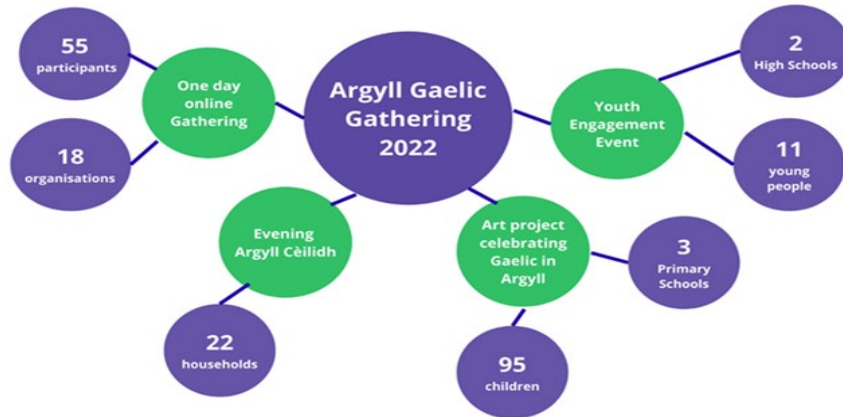 Argyll Gaelic
Gathering
2022
One day
online
Gathering
55
participants
18
organisations
Evening
Argyll Cèilidh
22
households
Art project
celebrating
Gaelic in
Argyll
3
Primary
Schools
95
children
Youth
Engagement
Event
2
High Schools
11
young
people